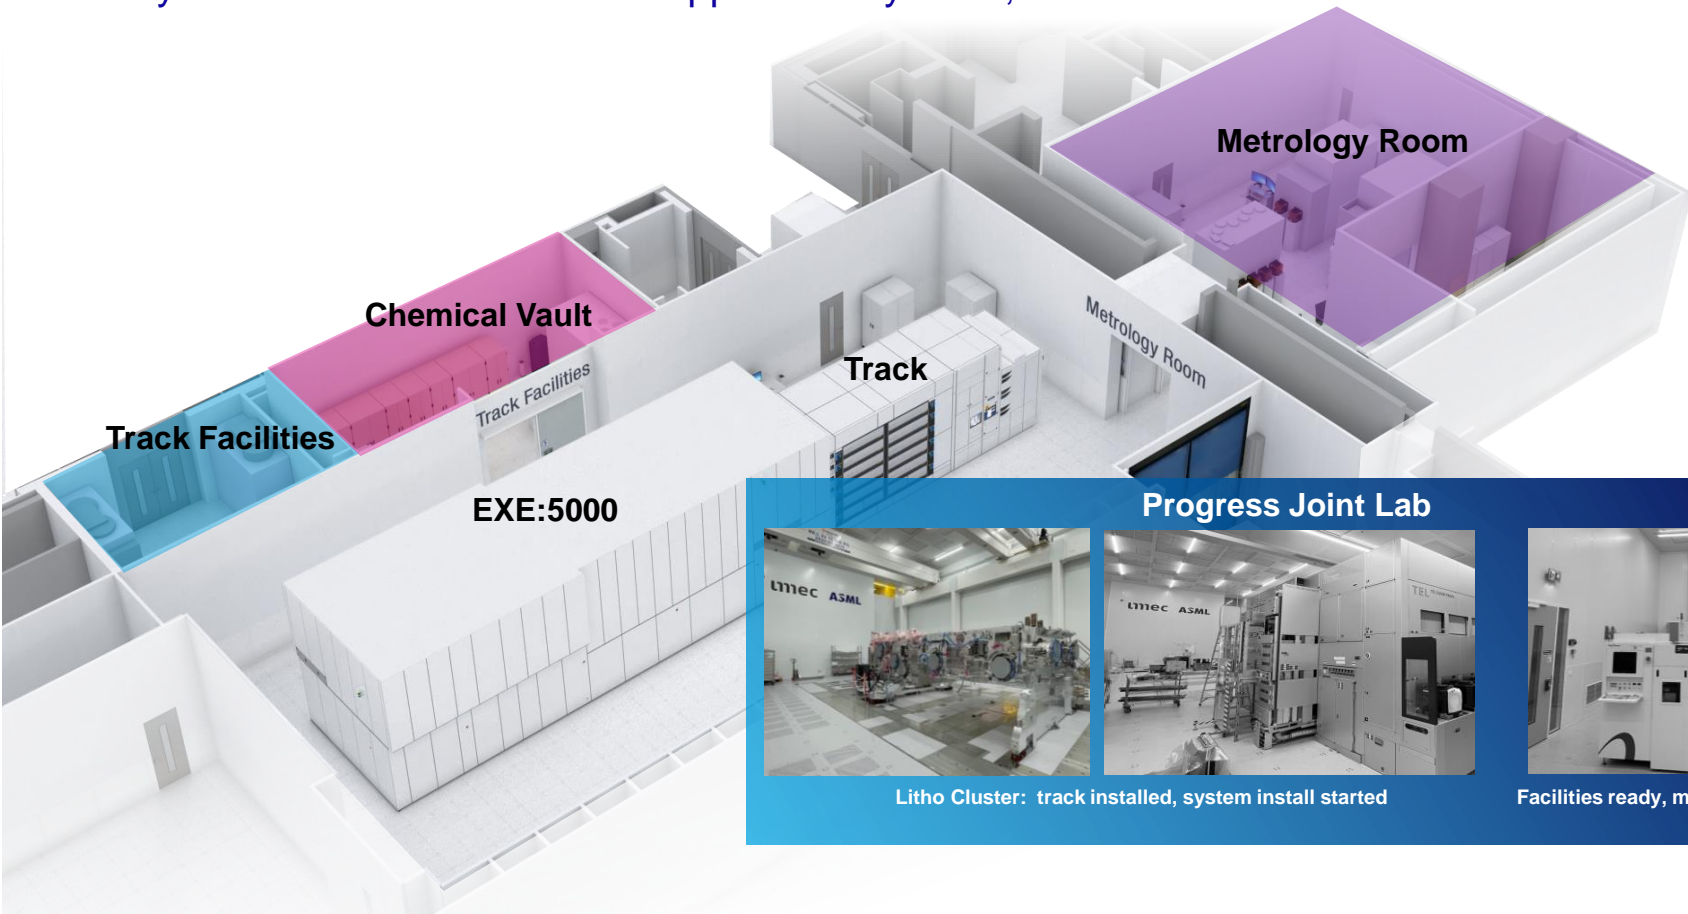 Metrology Room
Chemical Vault
Metrology Room
Track
Track Facilities
Track Facilities
EXE:5000
Progress Joint Lab
imec ASML
imec ASML
TEL
Litho Cluster: track installed, system install started
Facilities ready, m